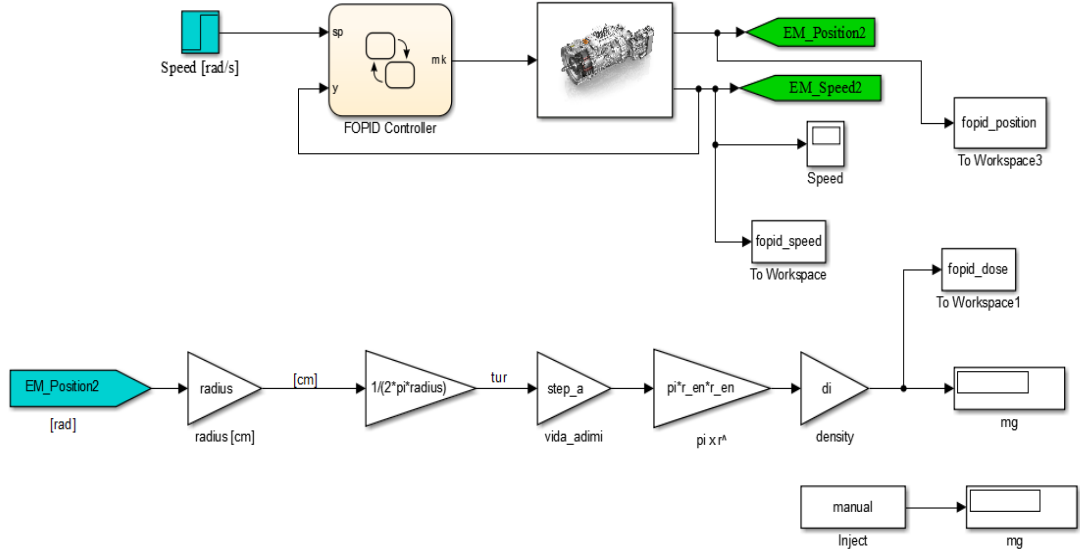 EM_Position2
sp
mk
Speed [rad/s]
y
EM_Speed2
FOPID Controller
fopid_position
To Workspace3
Speed
fopid_speed
To Workspace
fopid_dose
To Workspace1
EM_Position2
radius
[cm]
1/(2*pi*radius)
tur
step_a
pi*r_en*r_en
di
[rad]
radius [cm]
vida_adimi
pi x r^
density
mg
manual
Inject
mg